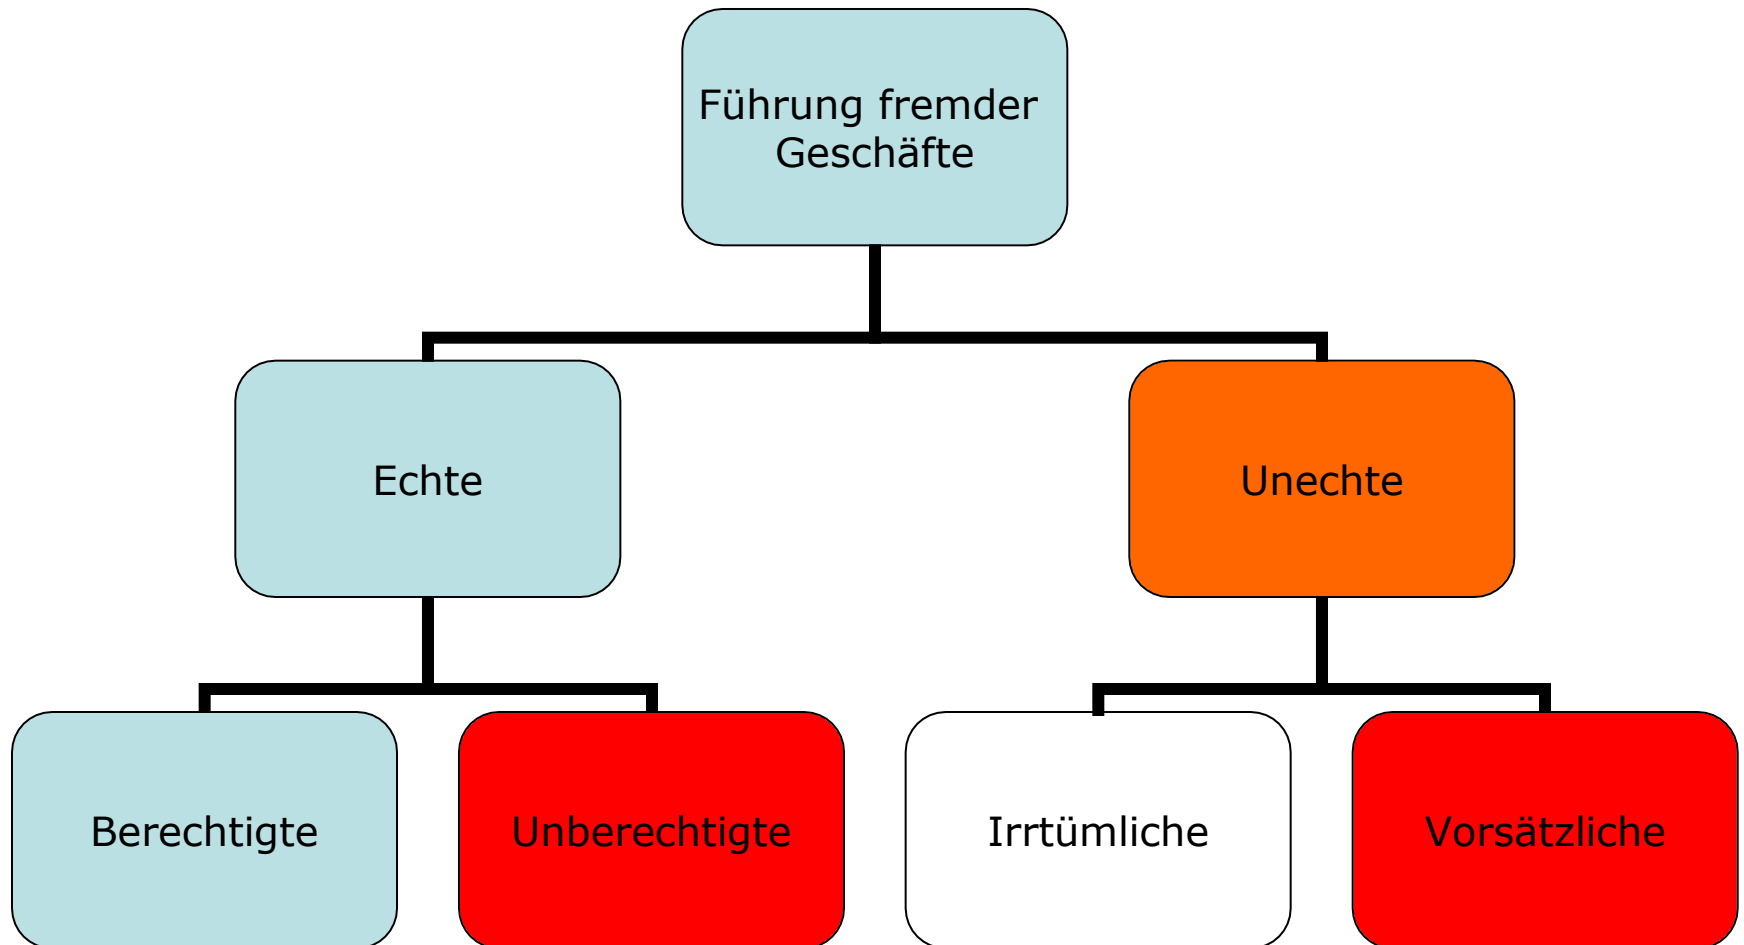 Führung fremder
Geschäfte
Echte
Unechte
Berechtigte
Unberechtigte
Irrtümliche
Vorsätzliche